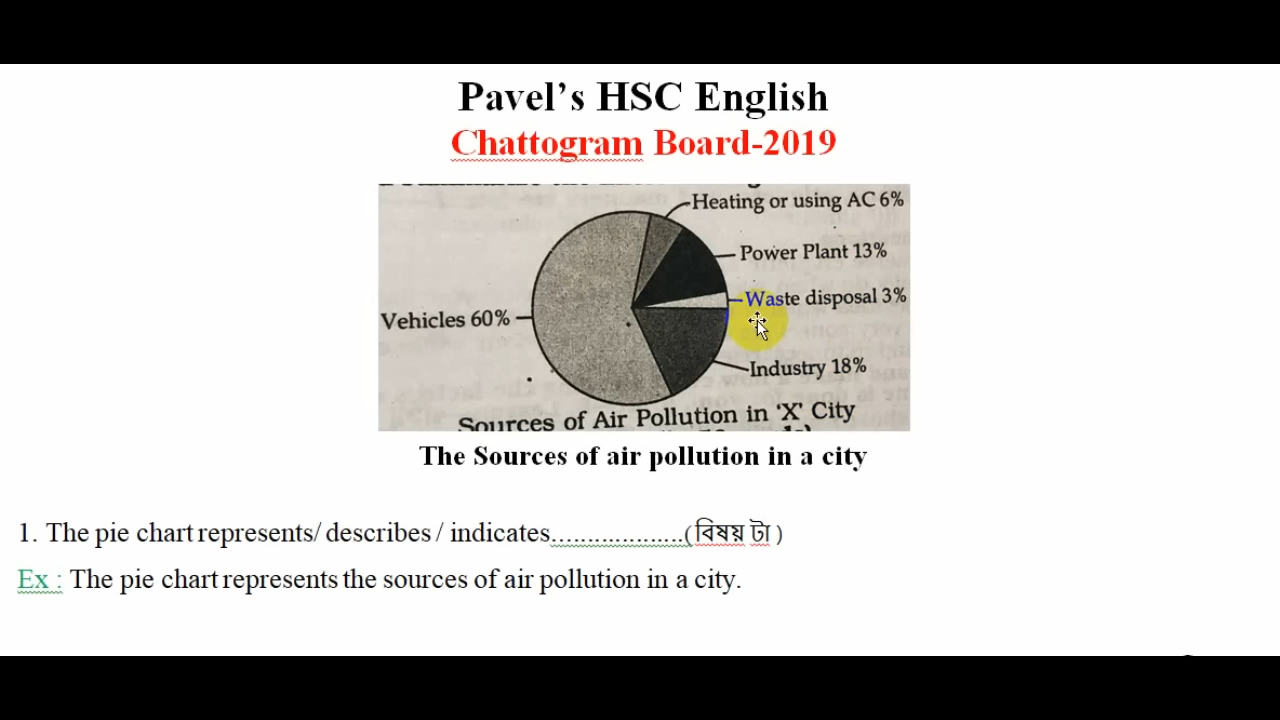 Pavel's HSC English
Chattogram Board-2019
Heating or using AC 6%
Power Plant 13%
Waste disposal 3%
Vehicles 60%
Industry 18%
Sources of Air Pollution in 'X' City
The Sources of air pollution in a city
1. The pie chart represents/ describes / indicates...................(বিষয় টা )
Ex : The pie chart represents the sources of air pollution in a city.